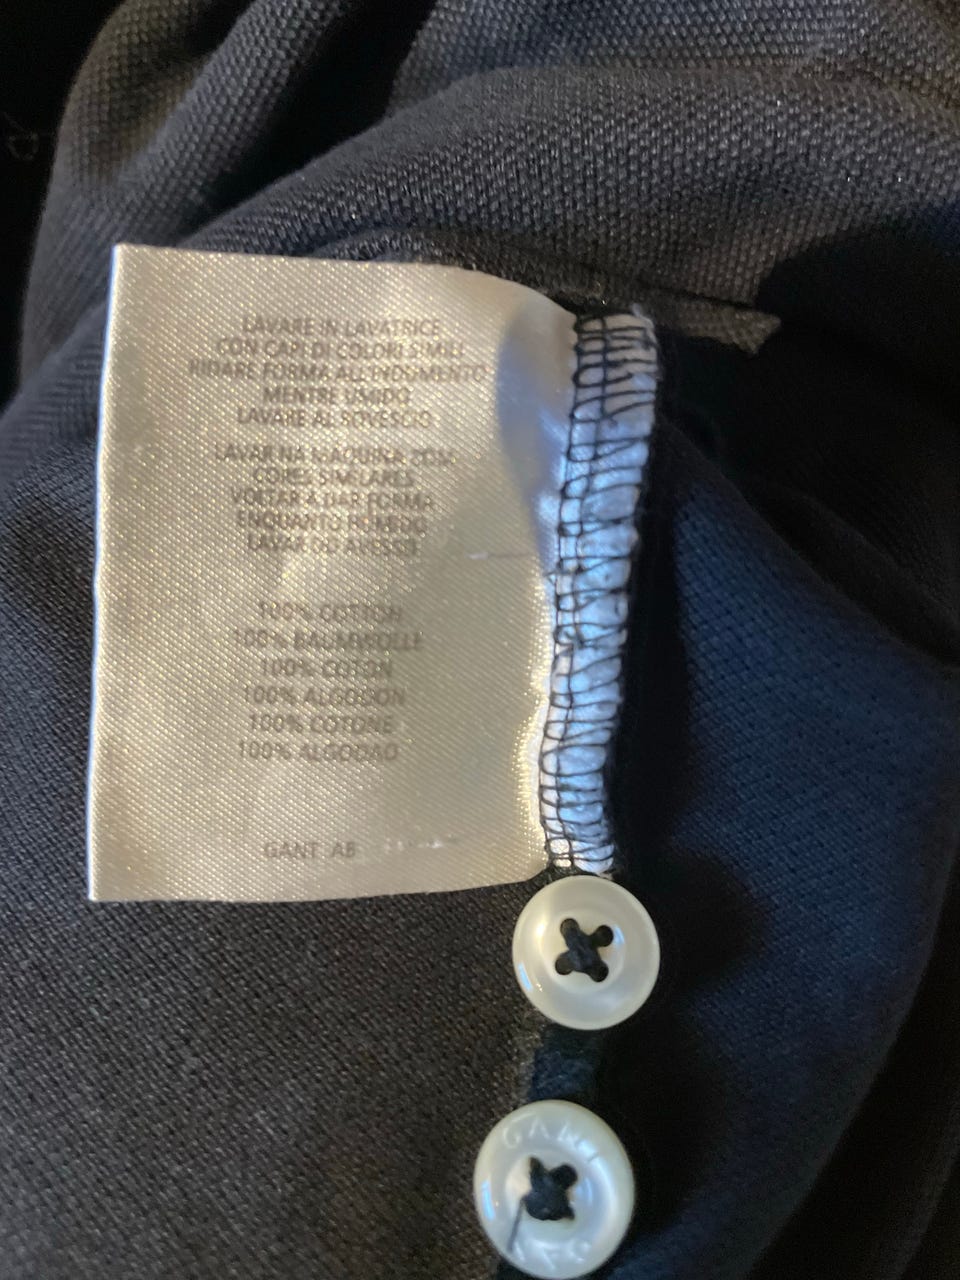 LAVARE IN LAVATRICE
CON CAPI DI COLORI SIMILI
RIDARE FORMA ALL'INDUMENTO
MENTRE UMIDO
LAVARE AL ROVESCIO
LAVAR NA MAQUINA COM
CORES SIMILARES
VOLTAR A DAR FORMA
ENQUANTO HUMEDO
LAVAR DO AVESSO
100% COTTON
100% BAUMWOLLE
100% COTON
100% ALGODON
100% COTONE
100% ALGODAO
GANT AB
GANT